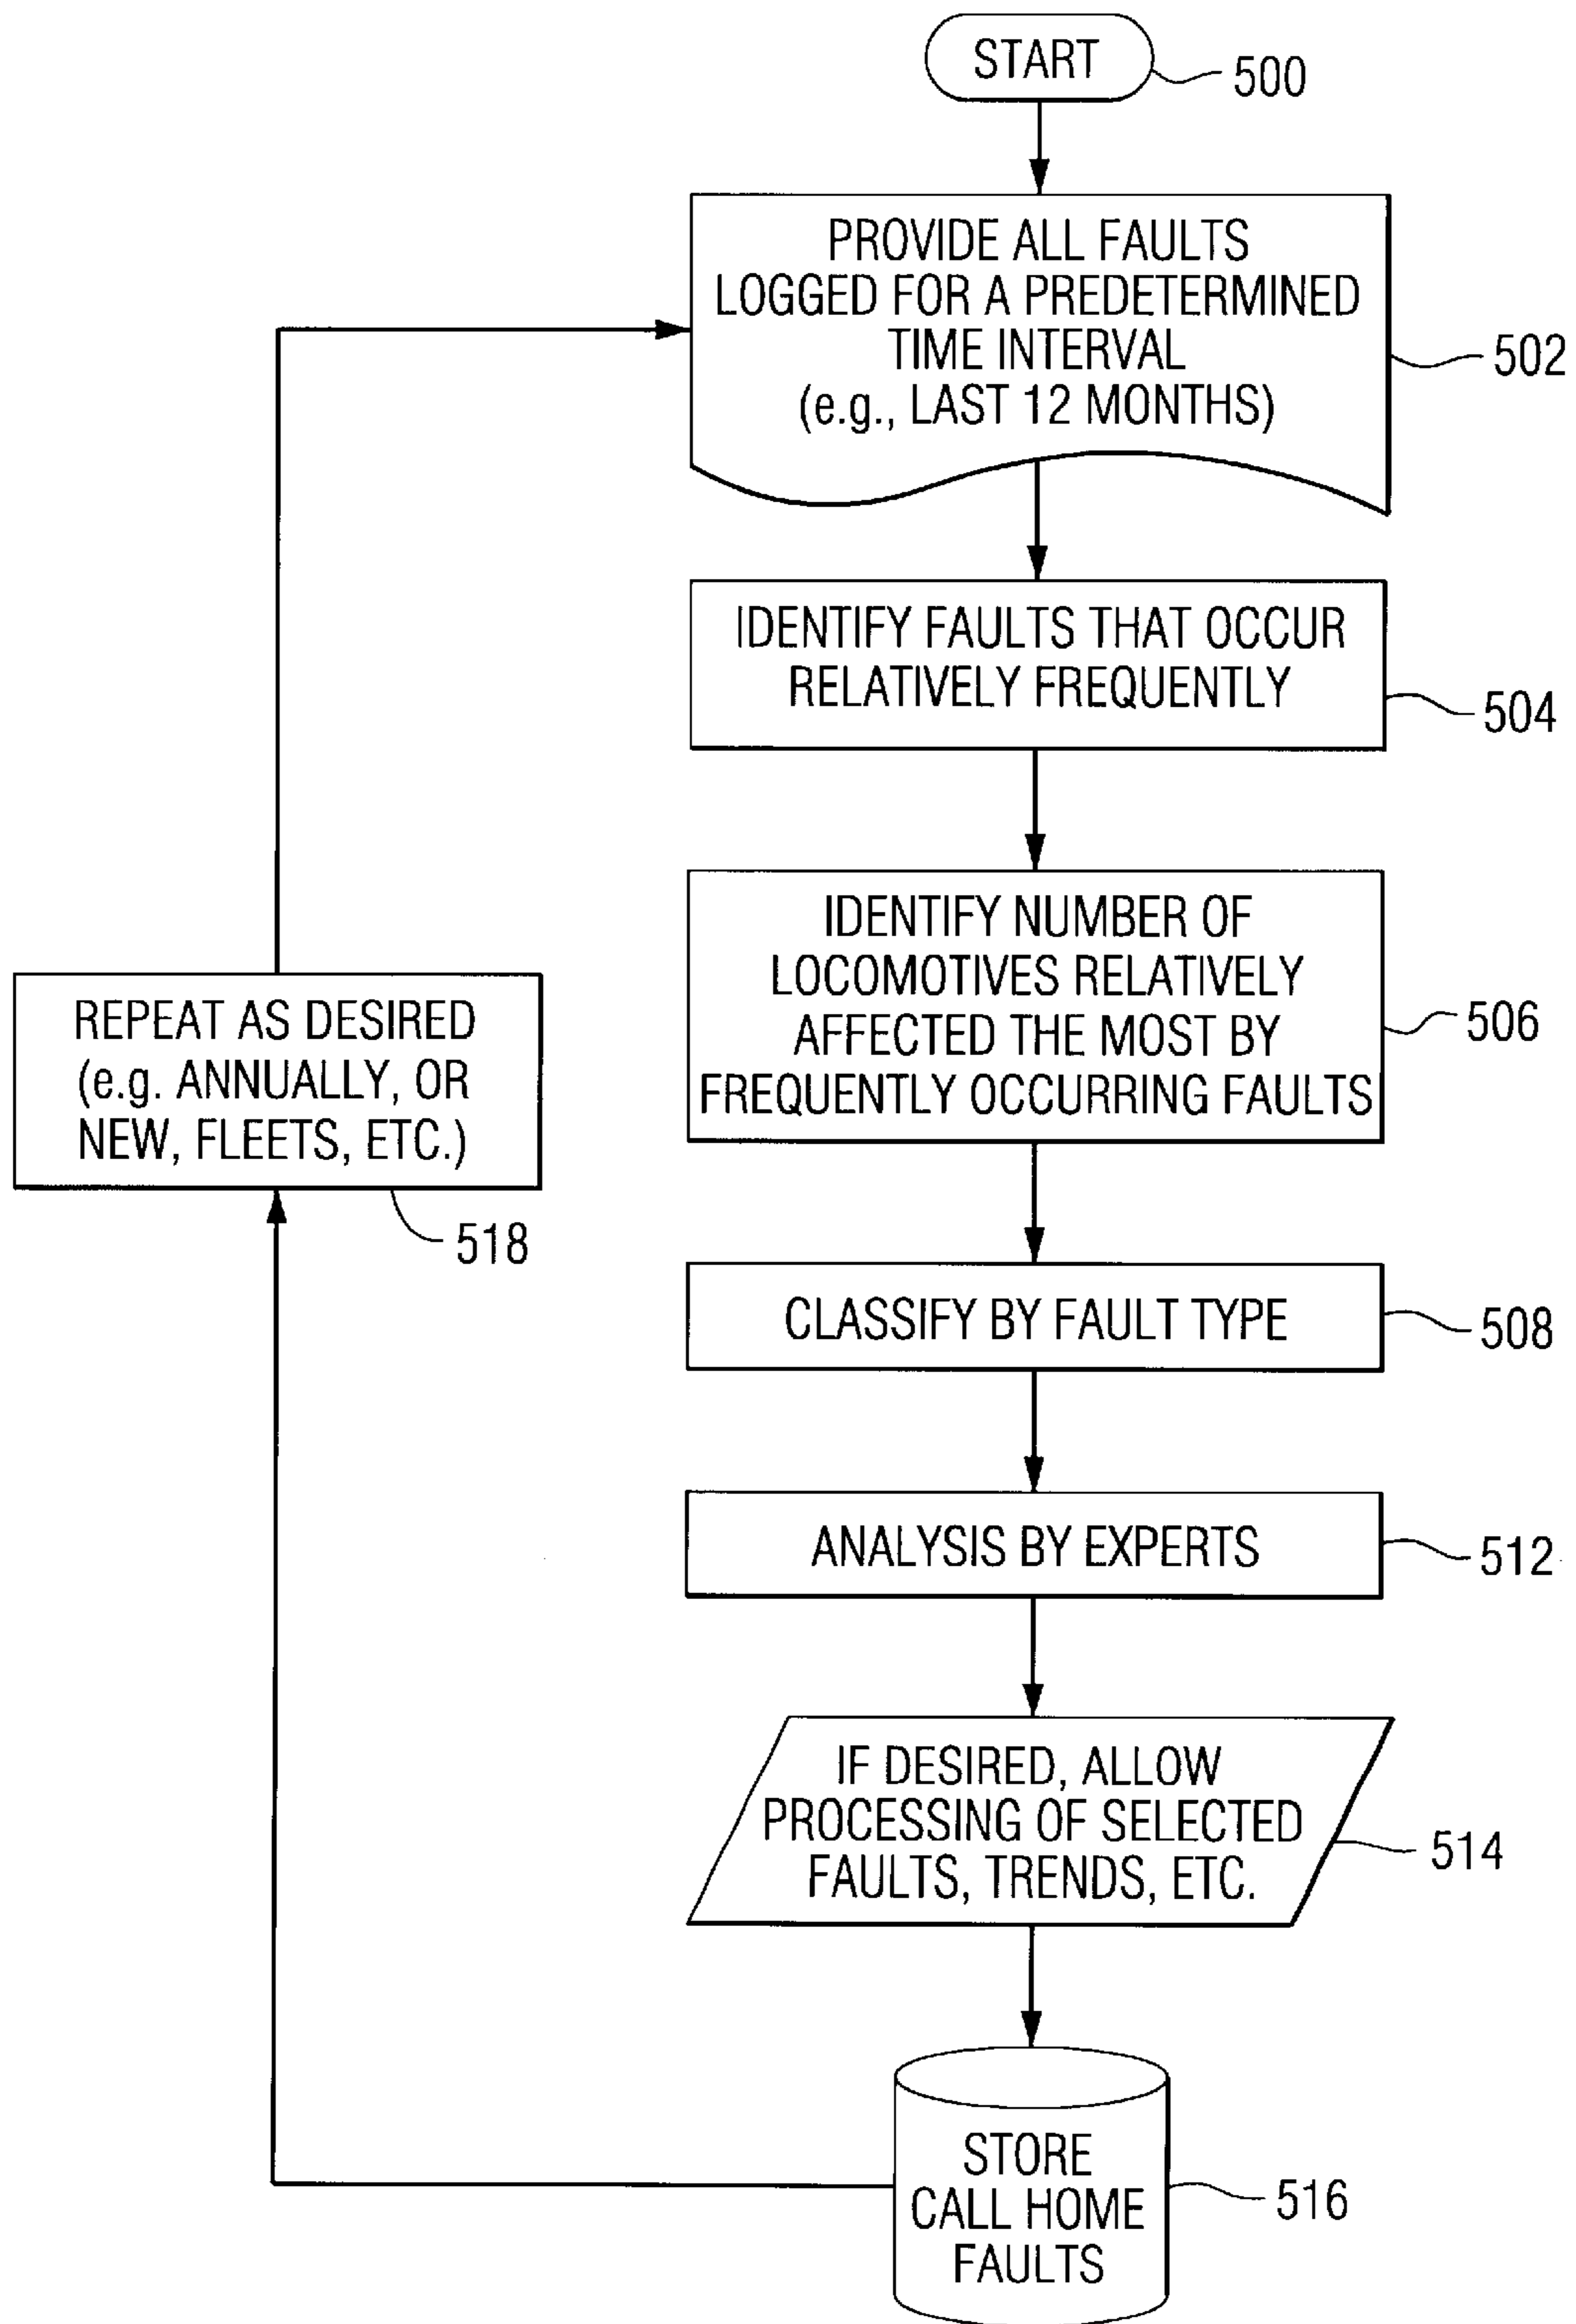 START
500
PROVIDE ALL FAULTS
LOGGED FOR A PREDETERMINED
TIME INTERVAL
(e.g., LAST 12 MONTHS)
502
IDENTIFY FAULTS THAT OCCUR
RELATIVELY FREQUENTLY
504
IDENTIFY NUMBER OF
LOCOMOTIVES RELATIVELY
AFFECTED THE MOST BY
FREQUENTLY OCCURRING FAULTS
506
REPEAT AS DESIRED
(e.g. ANNUALLY, OR
NEW, FLEETS, ETC.)
518
CLASSIFY BY FAULT TYPE
508
ANALYSIS BY EXPERTS
512
IF DESIRED, ALLOW
PROCESSING OF SELECTED
FAULTS, TRENDS, ETC.
514
STORE
CALL HOME
FAULTS
516